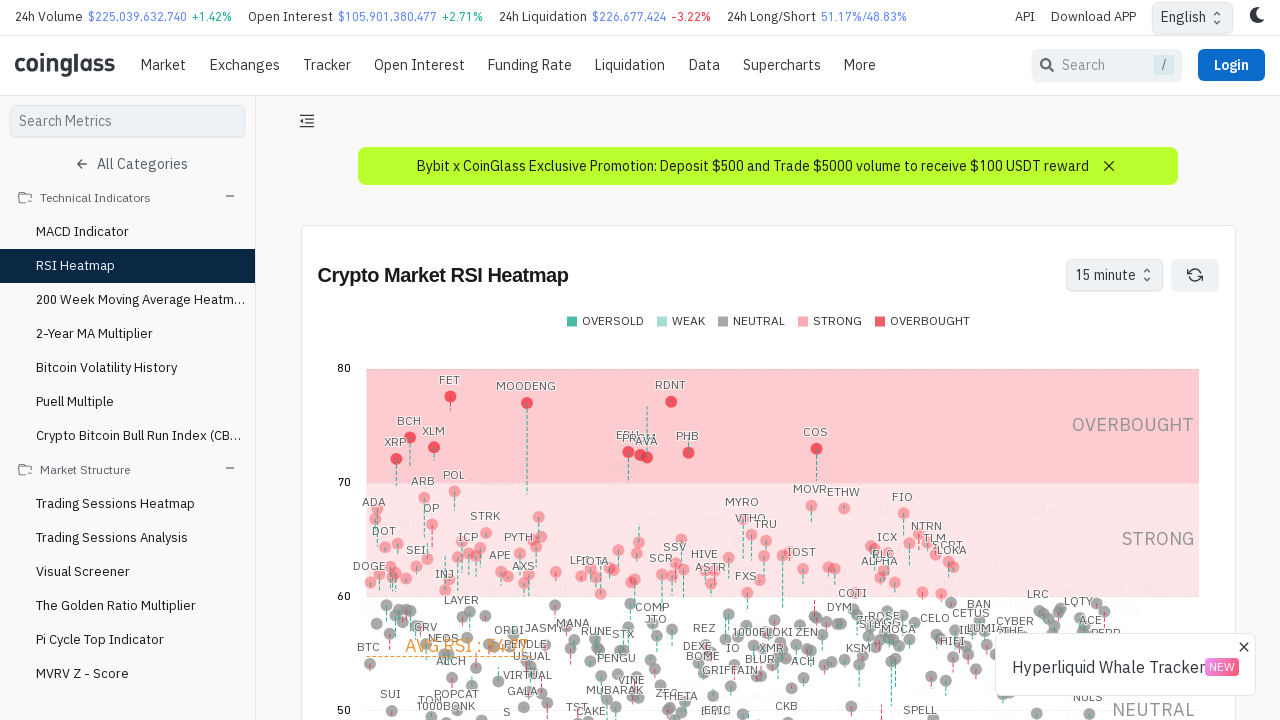 24h Volume $225,039,632,740 +1.42% Open Interest $105,901,380,477 +2.71% 24h Liquidation $226,677,424 -3.22% 24h Long/Short 51.17%/48.83% API Download APP English
coinglass Market Exchanges Tracker Open Interest Funding Rate Liquidation Data Supercharts More Search / Login
Search Metrics
All Categories
Technical Indicators
MACD Indicator
RSI Heatmap
200 Week Moving Average Heatm...
2-Year MA Multiplier
Bitcoin Volatility History
Puell Multiple
Crypto Bitcoin Bull Run Index (CB...
Market Structure
Trading Sessions Heatmap
Trading Sessions Analysis
Visual Screener
The Golden Ratio Multiplier
Pi Cycle Top Indicator
MVRV Z - Score
Bybit x CoinGlass Exclusive Promotion: Deposit $500 and Trade $5000 volume to receive $100 USDT reward
Crypto Market RSI Heatmap 15 minute
OVERSOLD WEAK NEUTRAL STRONG OVERBOUGHT
80
FET MOODENG RDNT
BCH XLM OVERBOUGHT
XRP AVA PHB COS
70
ARB POL
ADA OP MYRO MOVR ETHW FIO
STRK VTHO TRU
DOT ICP PYTH ICX NTRN STRONG
TLM
SEI APE SSV HIVE IOST LOKA
DOGE INJ AXS IOTA SCR ASTR FXS RLC ALPHA
60
LAYER COMP COTI DYM LRC LQTY
JTO ROSE CELO BAN CETUS CYBER ACE
GRV ORDI JASMY MANA RUNE STX REZ 1000FLOKI ZEN MOCA
BTC AVG RSI NEOS PENDLE USUAL DEXE IO XMR KSM HIFI
PENGU BOME BLUR ACH
VIRTUAL GRIFFAIN
SUI POPCAT GALA MUBARAK VINE THETA
TON 1000BONK TST CAKE EPIC CKB SPELL
50
NEUTRAL
Hyperliquid Whale Tracker NEW